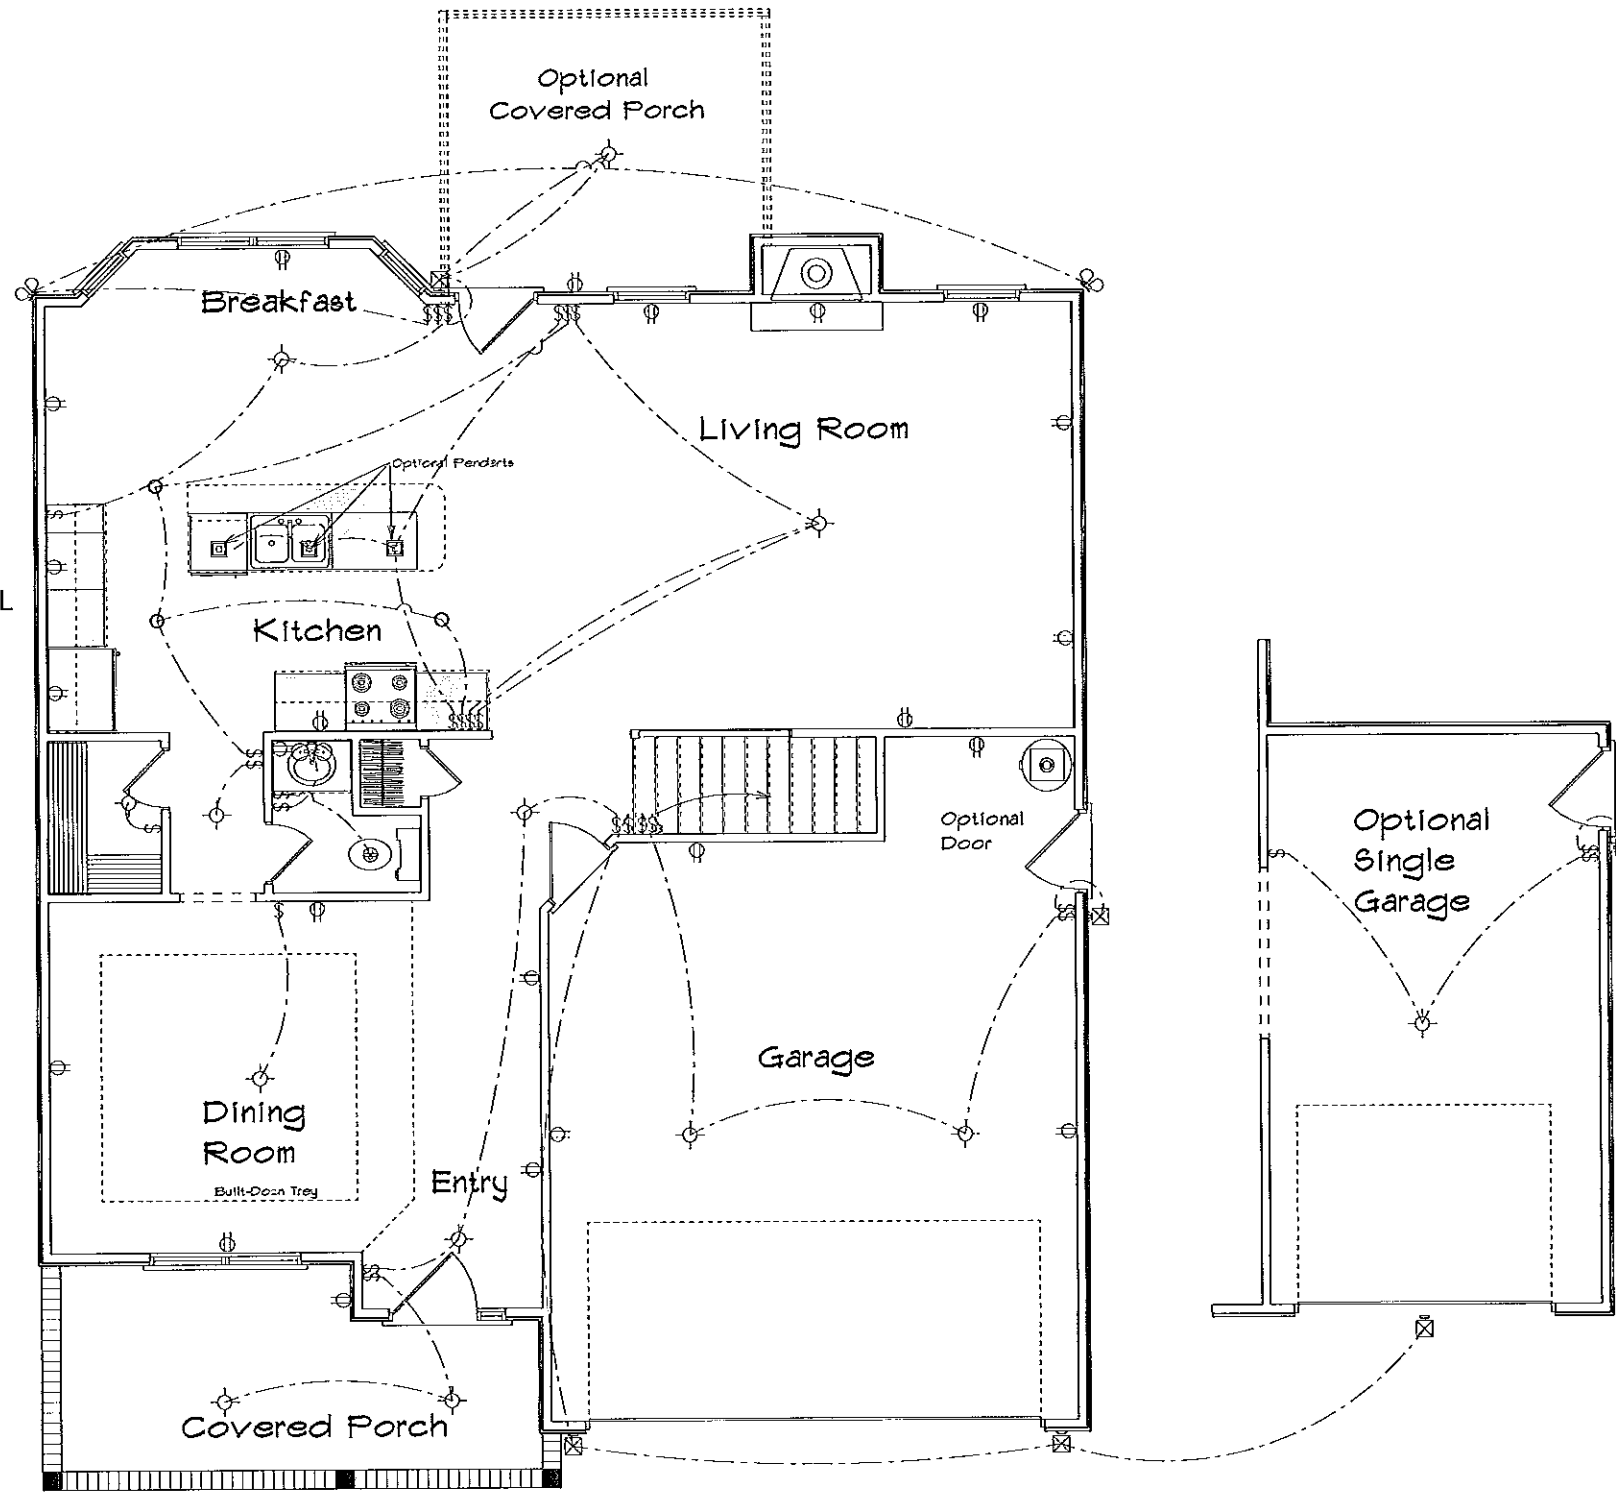 Optional
Covered Porch
Breakfast
Living Room
Optional Pendants
L
Kitchen
Optional
Door
Optional
Single
Garage
Garage
Dining
Room
Built-Down Trey
Entry
Covered Porch